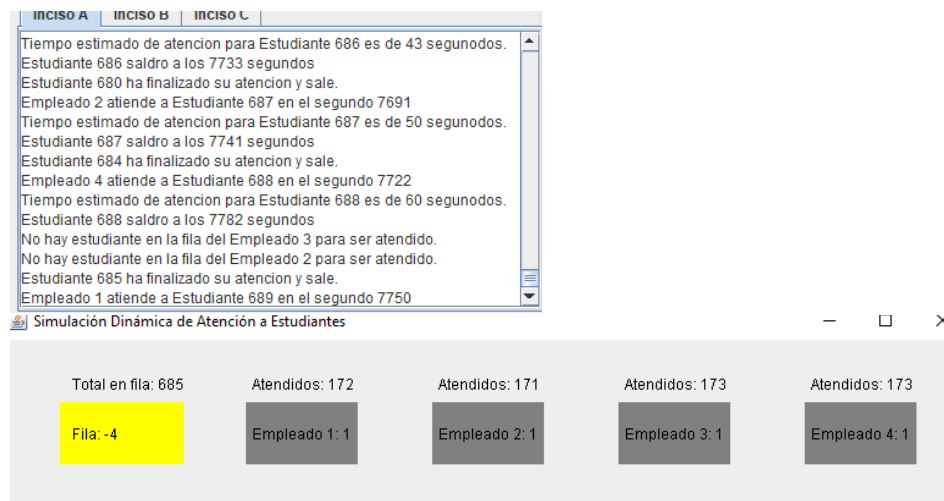 Inciso A Inciso B Inciso C
Tiempo estimado de atencion para Estudiante 686 es de 43 segunodos.
Estudiante 686 saldro a los 7733 segundos
Estudiante 680 ha finalizado su atencion y sale.
Empleado 2 atiende a Estudiante 687 en el segundo 7691
Tiempo estimado de atencion para Estudiante 687 es de 50 segunodos.
Estudiante 687 saldro a los 7741 segundos
Estudiante 684 ha finalizado su atencion y sale.
Empleado 4 atiende a Estudiante 688 en el segundo 7722
Tiempo estimado de atencion para Estudiante 688 es de 60 segunodos.
Estudiante 688 saldro a los 7782 segundos
No hay estudiante en la fila del Empleado 3 para ser atendido.
No hay estudiante en la fila del Empleado 2 para ser atendido.
Estudiante 685 ha finalizado su atencion y sale.
Empleado 1 atiende a Estudiante 689 en el segundo 7750
Simulación Dinámica de Atención a Estudiantes
Total en fila: 685 Atendidos: 172 Atendidos: 171 Atendidos: 173 Atendidos: 173
Fila: -4 Empleado 1: 1 Empleado 2: 1 Empleado 3: 1 Empleado 4: 1